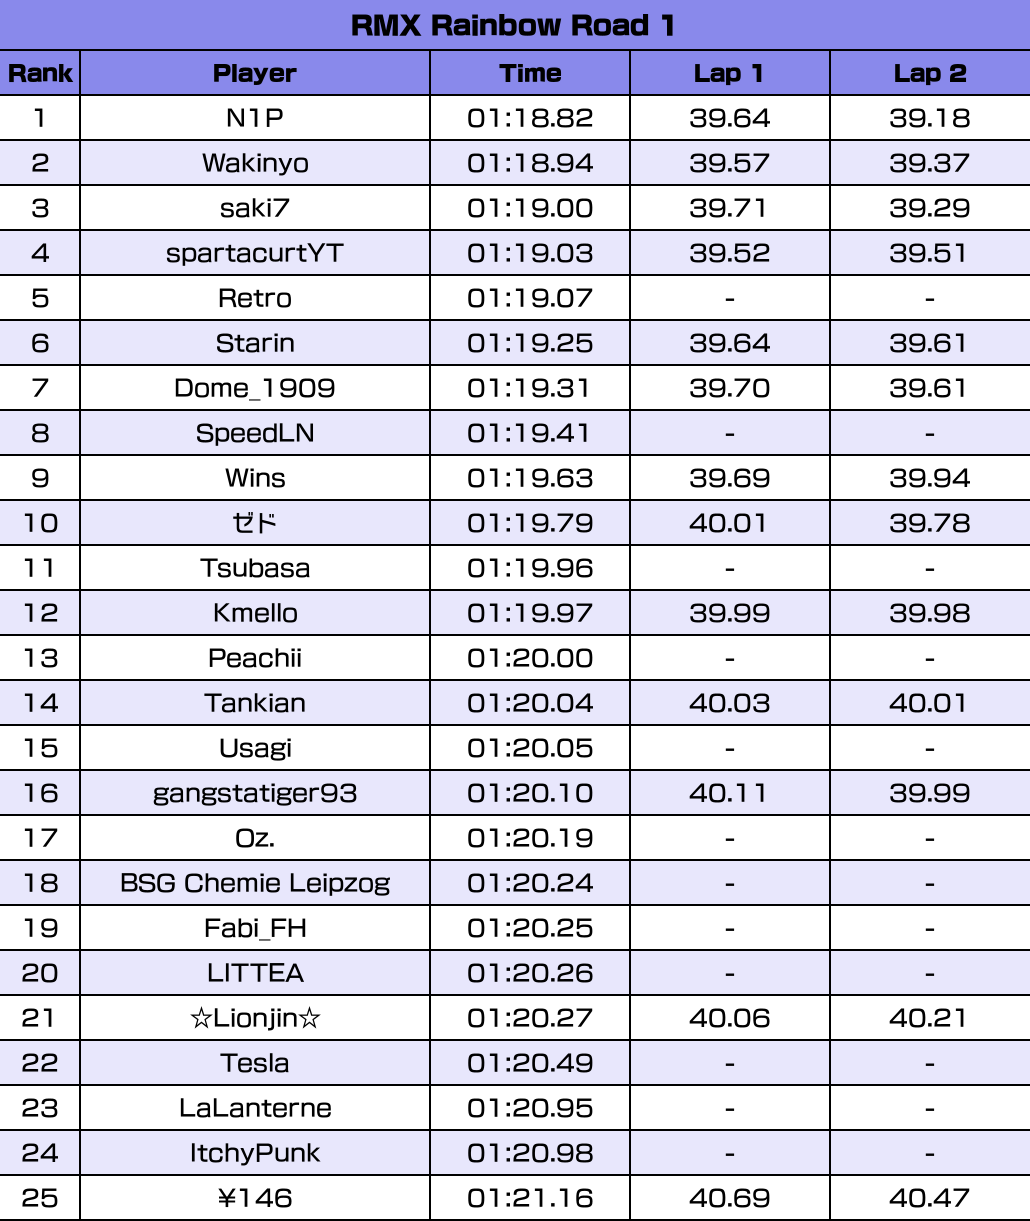 RMX Rainbow Road 1
Rank Player Time Lap 1 Lap 2
1 N1P 01:18.82 39.64 39.18
2 Wakinyo 01:18.94 39.57 39.37
3 saki7 01:19.00 39.71 39.29
4 spartacurtYT 01:19.03 39.52 39.51
5 Retro 01:19.07 - -
6 Starin 01:19.25 39.64 39.61
7 Dome_1909 01:19.31 39.70 39.61
8 SpeedLN 01:19.41 - -
9 Wins 01:19.63 39.69 39.94
10 ゼド 01:19.79 40.01 39.78
11 Tsubasa 01:19.96 - -
12 Kmello 01:19.97 39.99 39.98
13 Peachii 01:20.00 - -
14 Tankian 01:20.04 40.03 40.01
15 Usagi 01:20.05 - -
16 gangstatiger93 01:20.10 40.11 39.99
17 Oz. 01:20.19 - -
18 BSG Chemie Leipzog 01:20.24 - -
19 Fabi_FH 01:20.25 - -
20 LITTEA 01:20.26 - -
21 ☆Lionjin☆ 01:20.27 40.06 40.21
22 Tesla 01:20.49 - -
23 LaLanterne 01:20.95 - -
24 ItchyPunk 01:20.98 - -
25 ¥146 01:21.16 40.69 40.47